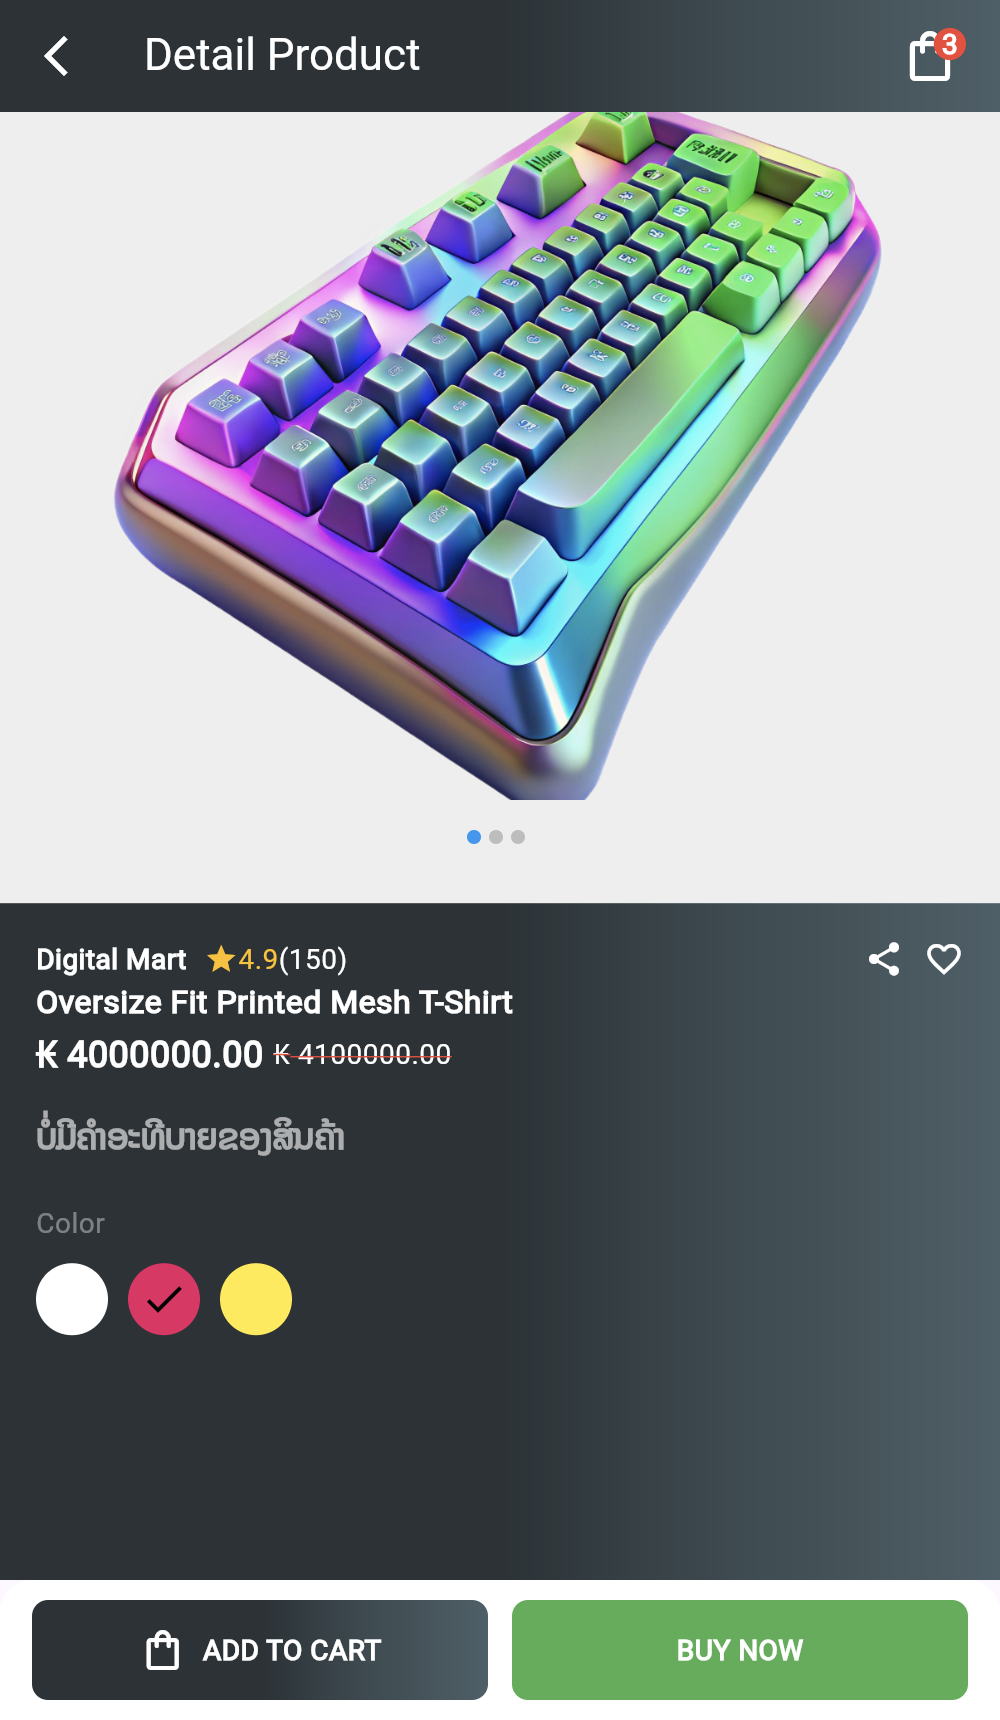 Detail Product
3
Digital Mart 4.9(150)
Oversize Fit Printed Mesh T-Shirt
₭ 4000000.00 ₭ 4100000.00
ບໍ່ມີຄຳອະທິບາຍຂອງສິນຄ້າ
Color
ADD TO CART
BUY NOW